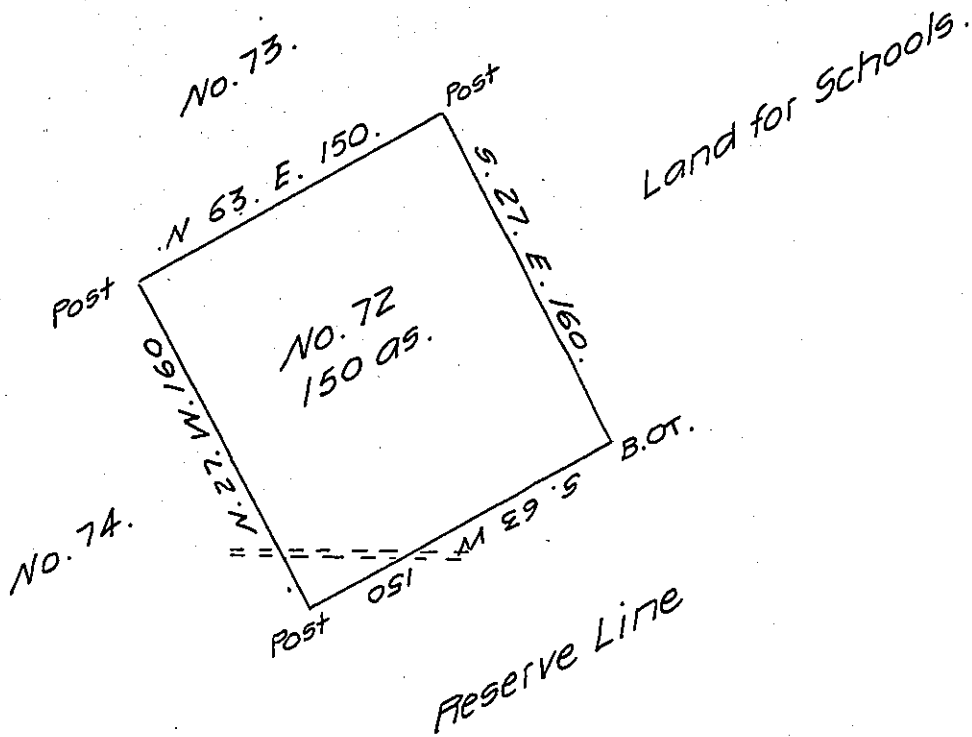 No. 73.
Land for Schools.
Post
N 63. E. 150.
S. 27. E. 160.
Post
No. 72
150 as.
N. 27. W. 160
B.OT.
S. 63 W
150
No. 74.
Post
Reserve Line